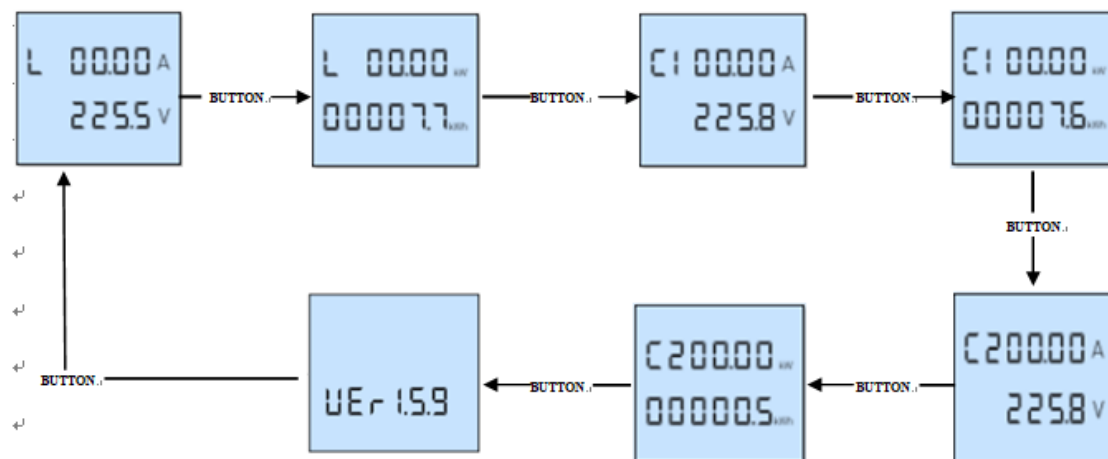 L 00.00 A
225.5 V
BUTTON
L 00.00 kW
00007.7 kWh
BUTTON
C1 00.00 A
225.8 V
BUTTON
C1 00.00 kW
00007.6 kWh
BUTTON
C2 00.00 A
225.8 V
BUTTON
C2 00.00 kW
00000.5 kWh
BUTTON
VEr 1.5.9
BUTTON